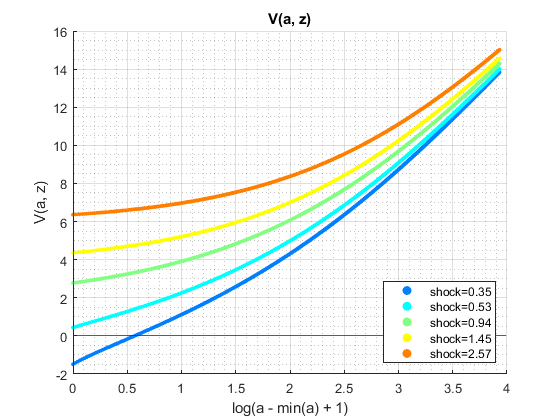 V(a, z)
16
14
12
10
8
6
4
2
0
-2
V(a, z)
0
0.5
1
1.5
2
2.5
3
3.5
4
log(a - min(a) + 1)
shock=0.35
shock=0.53
shock=0.94
shock=1.45
shock=2.57